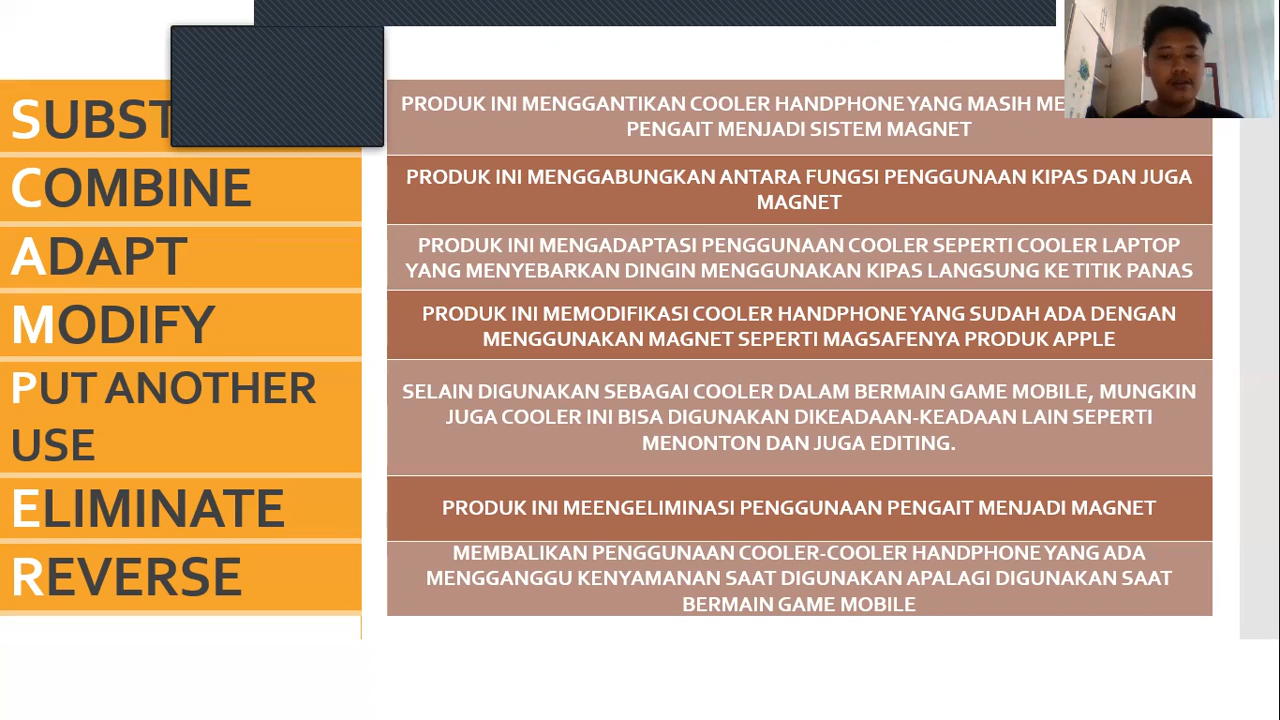 SUBST
PRODUK INI MENGGANTIKAN COOLER HANDPHONE YANG MASIH
PENGAIT MENJADI SISTEM MAGNET
COMBINE
PRODUK INI MENGGABUNGKAN ANTARA FUNGSI PENGGUNAAN KIPAS DAN JUGA
MAGNET
ADAPT
PRODUK INI MENGADAPTASI PENGGUNAAN COOLER SEPERTI COOLER LAPTOP
YANG MENYEBARKAN DINGIN MENGGUNAKAN KIPAS LANGSUNG KE TITIK PANAS
MODIFY
PRODUK INI MEMODIFIKASI COOLER HANDPHONE YANG SUDAH ADA DENGAN
MENGGUNAKAN MAGNET SEPERTI MAGSAFENYA PRODUK APPLE
PUT ANOTHER
USE
SELAIN DIGUNAKAN SEBAGAI COOLER DALAM BERMAIN GAME MOBILE, MUNGKIN
JUGA COOLER INI BISA DIGUNAKAN DIKEADAAN-KEADAAN LAIN SEPERTI
MENONTON DAN JUGA EDITING.
ELIMINATE
PRODUK INI MEENGELIMINASI PENGGUNAAN PENGAIT MENJADI MAGNET
REVERSE
MEMBALIKAN PENGGUNAAN COOLER-COOLER HANDPHONE YANG ADA
MENGGANGGU KENYAMANAN SAAT DIGUNAKAN APALAGI DIGUNAKAN SAAT
BERMAIN GAME MOBILE